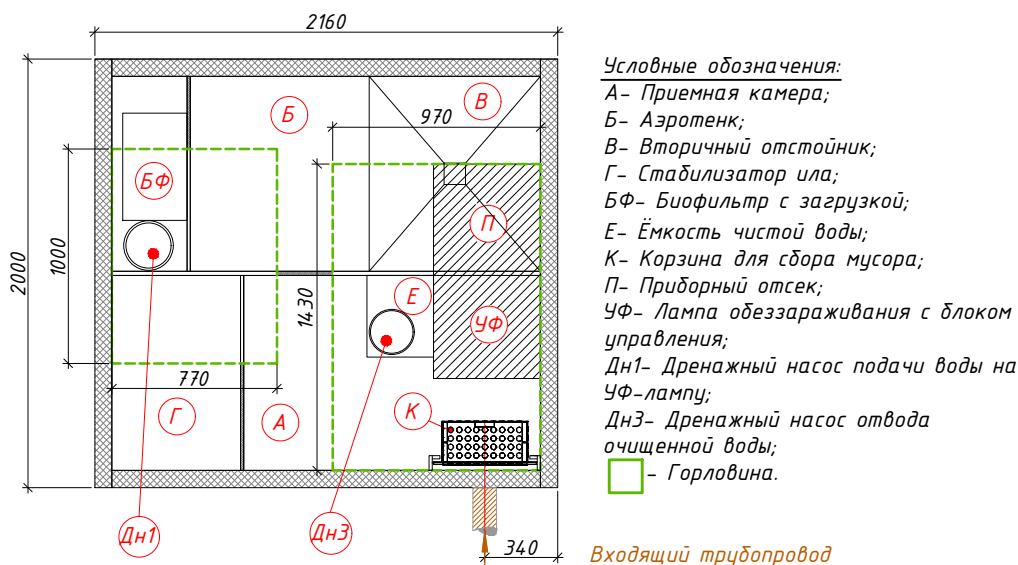 2160
Условные обозначения:
А- Приемная камера;
Б- Аэротенк;
В- Вторичный отстойник;
Г- Стабилизатор ила;
БФ- Биофильтр с загрузкой;
Е- Ёмкость чистой воды;
К- Корзина для сбора мусора;
П- Приборный отсек;
УФ- Лампа обеззараживания с блоком
управления;
Дн1- Дренажный насос подачи воды на
УФ-лампу;
Дн3- Дренажный насос отвода
очищенной воды;
- Горловина.
В
Б
970
БФ
П
1000
2000
Е
1430
УФ
770
Г
А
К
Дн1
Дн3
340
Входящий трубопровод